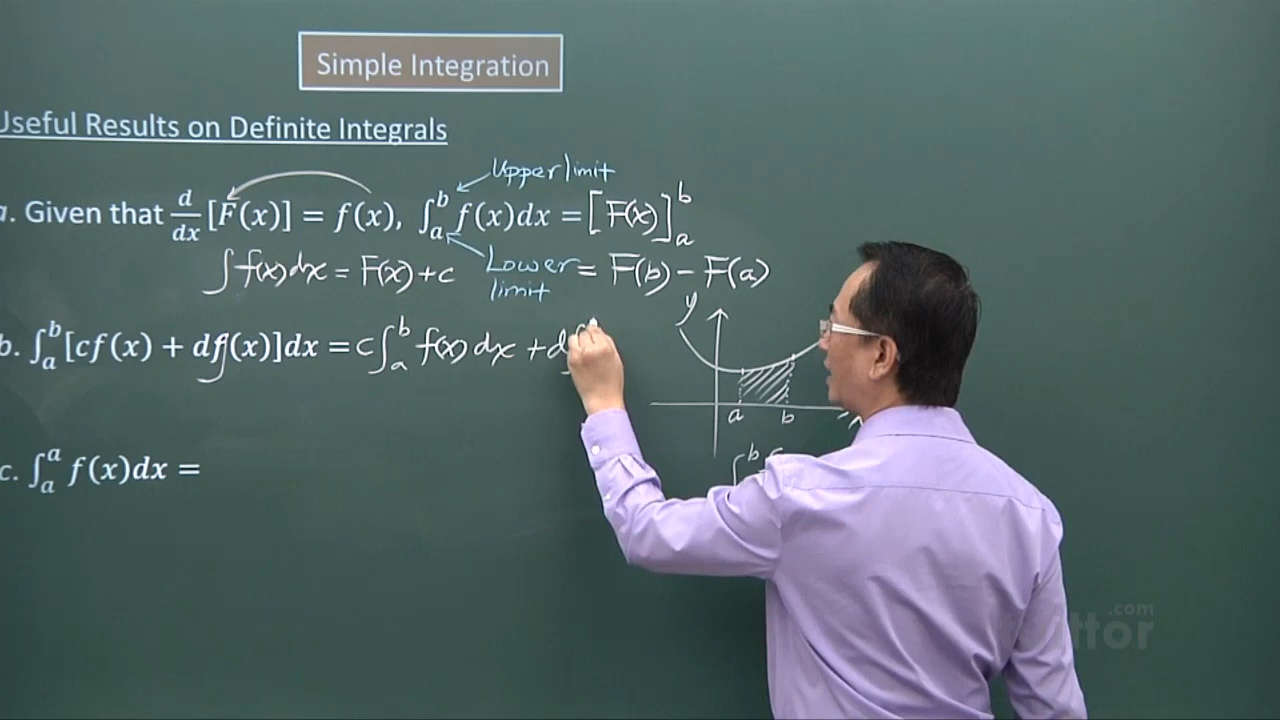 Simple Integration
Useful Results on Definite Integrals
Upper limit
a. Given that d/dx [F(x)] = f(x), ∫_a^b f(x)dx = [F(x)]_a^b
∫f(x)dx = F(x)+c
Lower limit
= F(b) - F(a)
y
b. ∫_a^b [cf(x) + dg(x)]dx = c∫_a^b f(x)dx + d
a b
∫^b
c. ∫_a^a f(x)dx =
.com